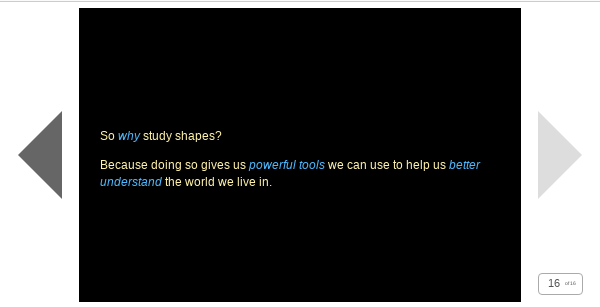 So why study shapes?
Because doing so gives us powerful tools we can use to help us better
understand the world we live in.
16 of 16